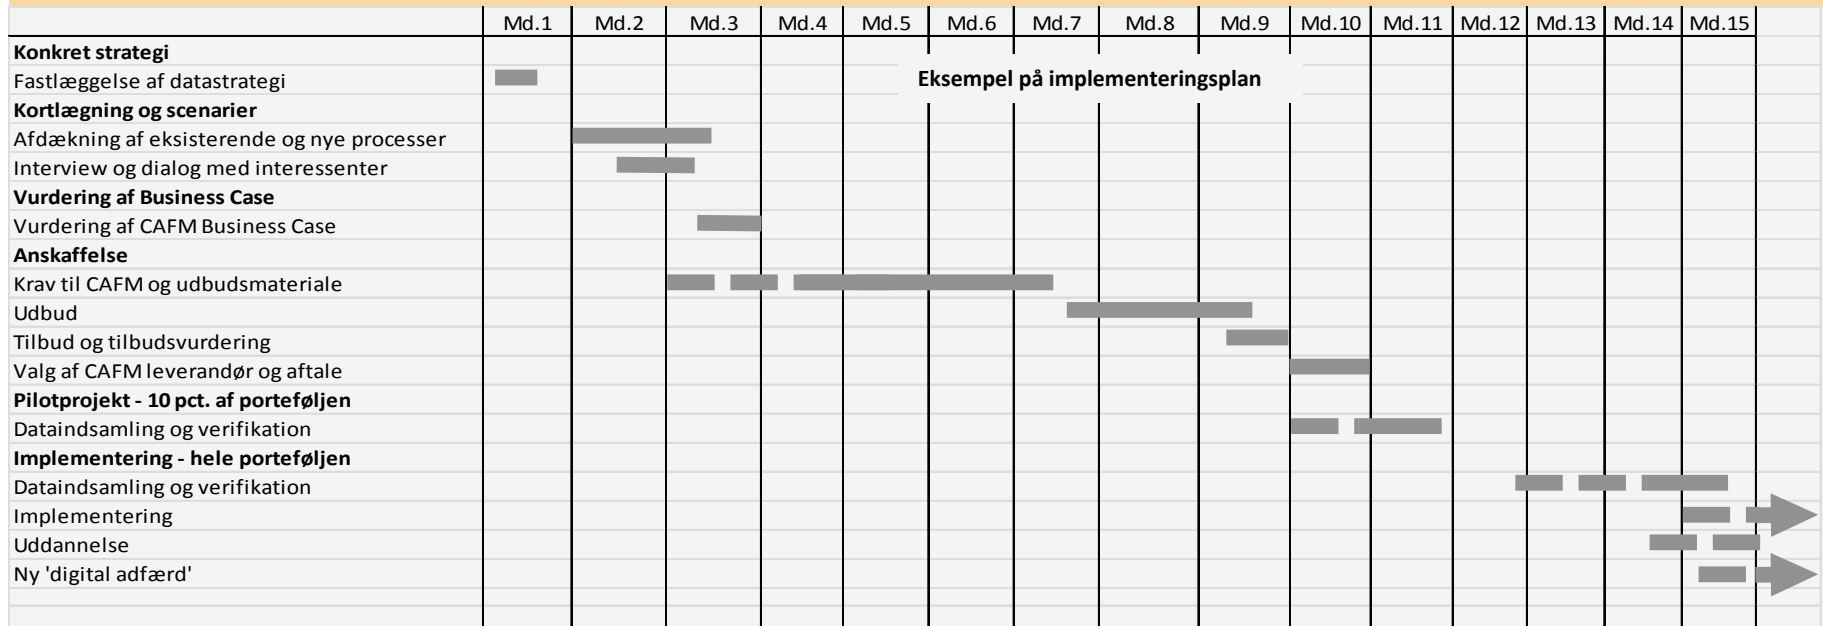 Md.1 Md.2 Md.3 Md.4 Md.5 Md.6 Md.7 Md.8 Md.9 Md.10 Md.11 Md.12 Md.13 Md.14 Md.15
Konkret strategi
Fastlæggelse af datastrategi
Eksempel på implementeringsplan
Kortlægning og scenarier
Afdækning af eksisterende og nye processer
Interview og dialog med interessenter
Vurdering af Business Case
Vurdering af CAFM Business Case
Anskaffelse
Krav til CAFM og udbudsmateriale
Udbud
Tilbud og tilbudsvurdering
Valg af CAFM leverandør og aftale
Pilotprojekt - 10 pct. af porteføljen
Dataindsamling og verifikation
Implementering - hele porteføljen
Dataindsamling og verifikation
Implementering
Uddannelse
Ny 'digital adfærd'